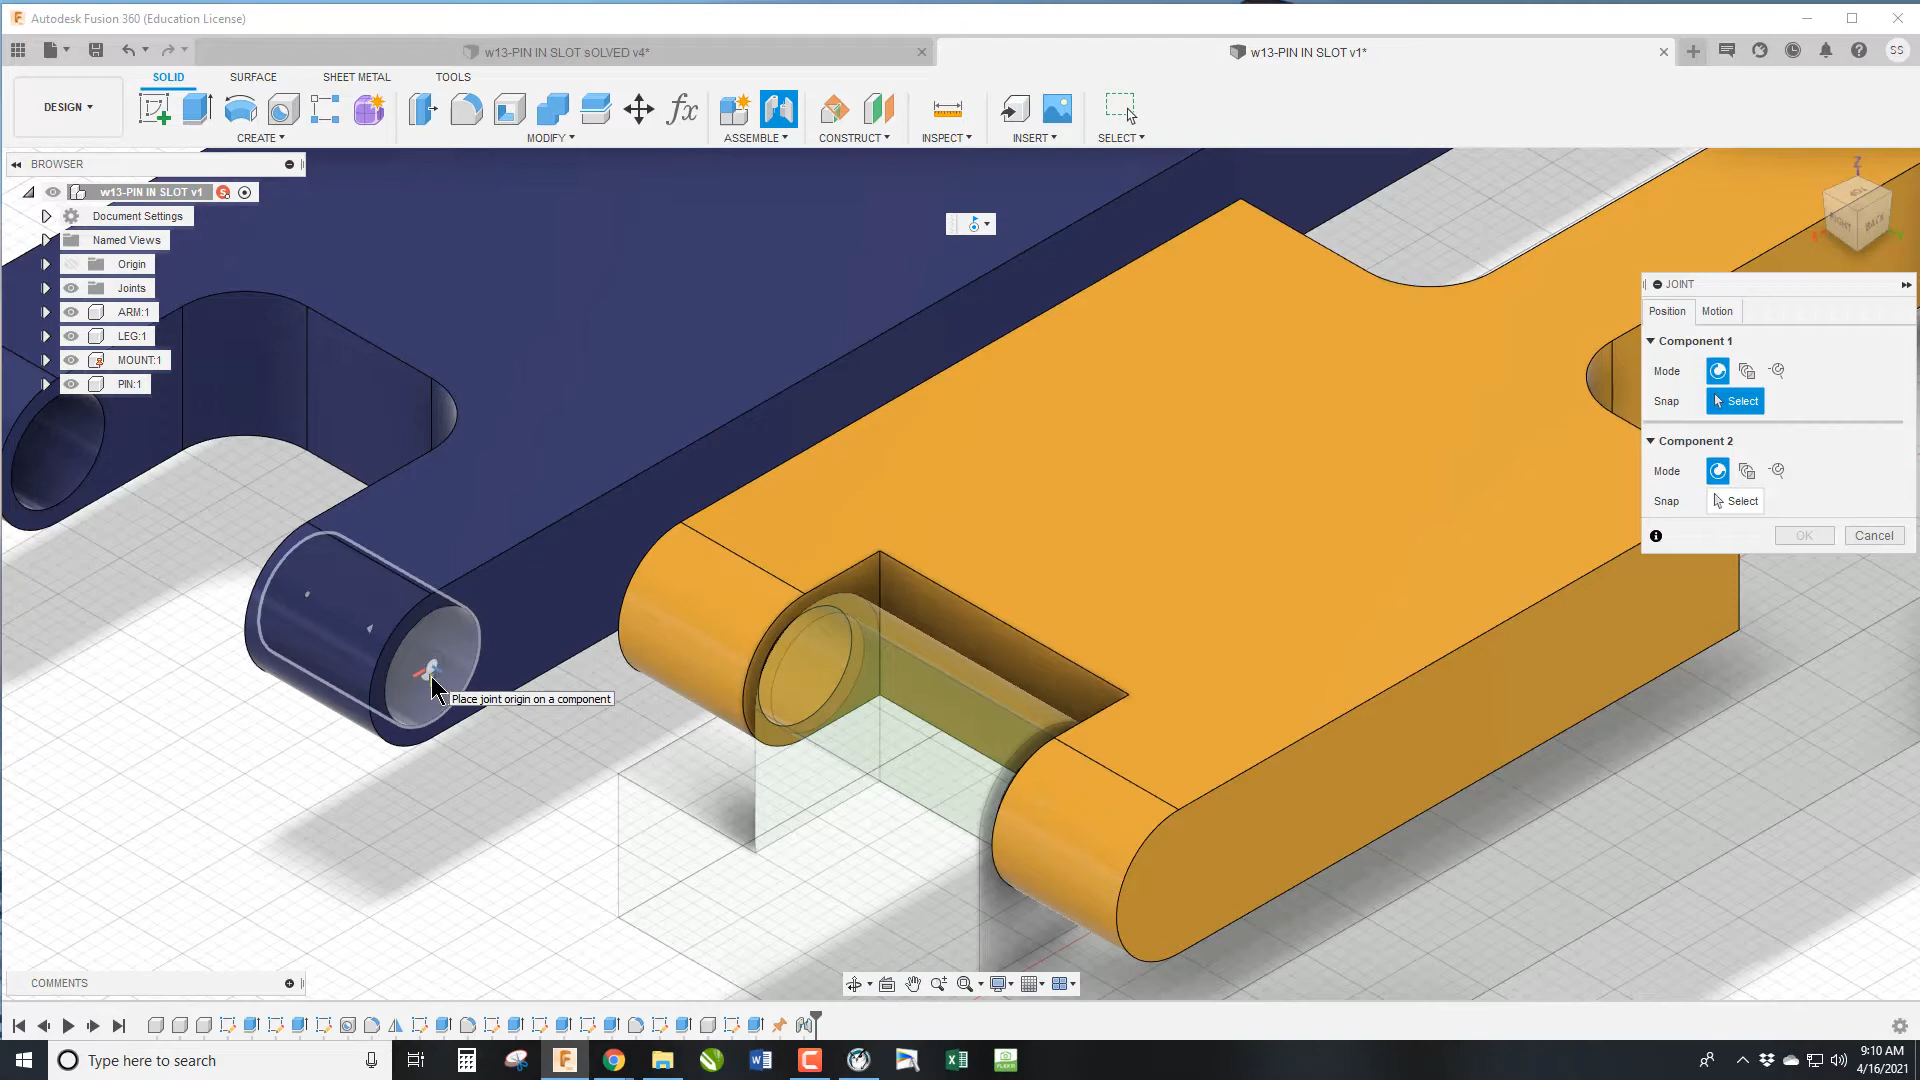 Autodesk Fusion 360 (Education License)
w13-PIN IN SLOT sOLVED v4*
w13-PIN IN SLOT v1*
SS
DESIGN
SOLID
SURFACE
SHEET METAL
TOOLS
CREATE
MODIFY
ASSEMBLE
CONSTRUCT
INSPECT
INSERT
SELECT
BROWSER
w13-PIN IN SLOT v1
Document Settings
Named Views
Origin
Joints
ARM:1
LEG:1
MOUNT:1
PIN:1
Z
TOP
RIGHT
BACK
JOINT
Position
Motion
Component 1
Mode
Snap
Select
Component 2
Mode
Snap
Select
OK
Cancel
Place joint origin on a component
COMMENTS
Type here to search
9:10 AM
4/16/2021